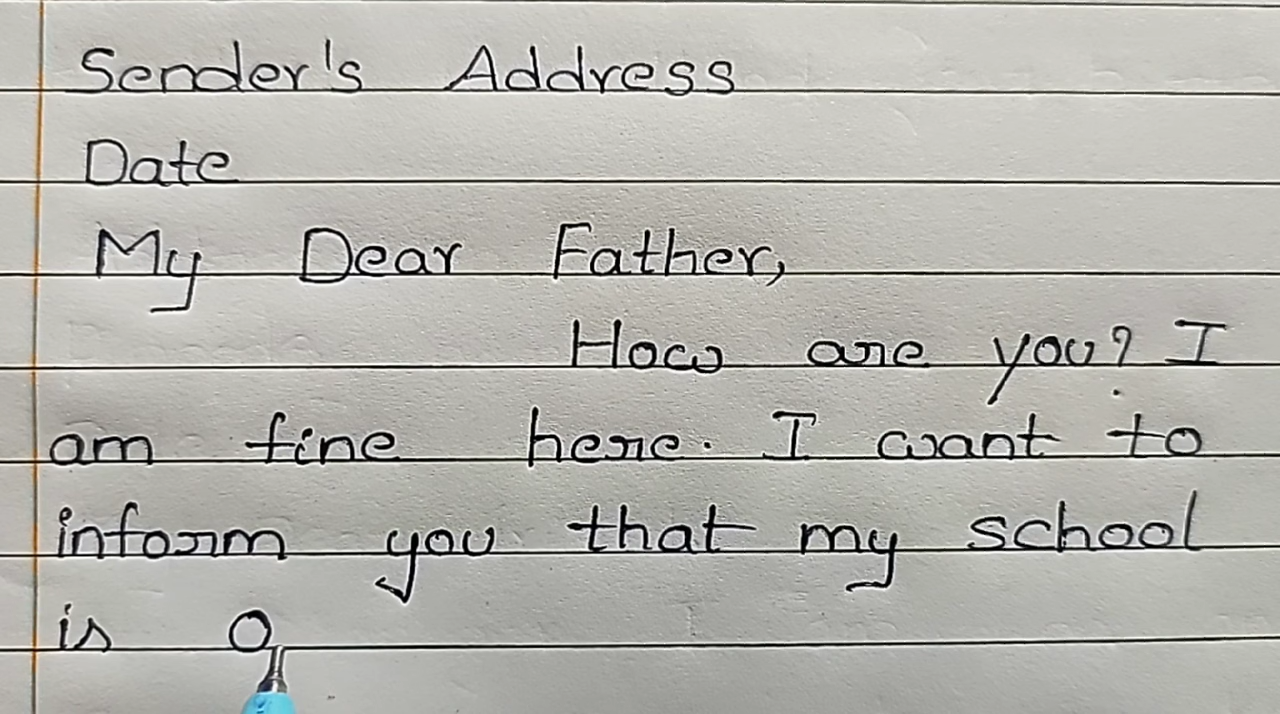 Sender's Address
Date
My Dear Father,
How are you? I
am fine here. I want to
inform you that my school
is